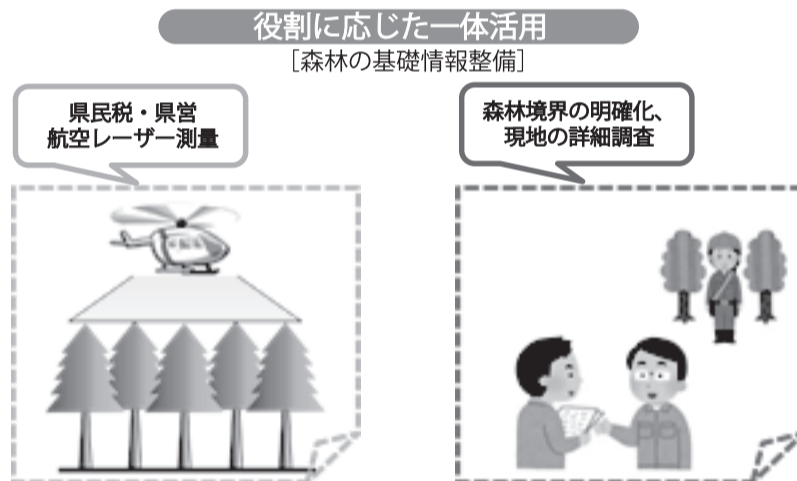 役割に応じた一体活用
[森林の基礎情報整備]
県民税・県営
航空レーザー測量
森林境界の明確化、
現地の詳細調査